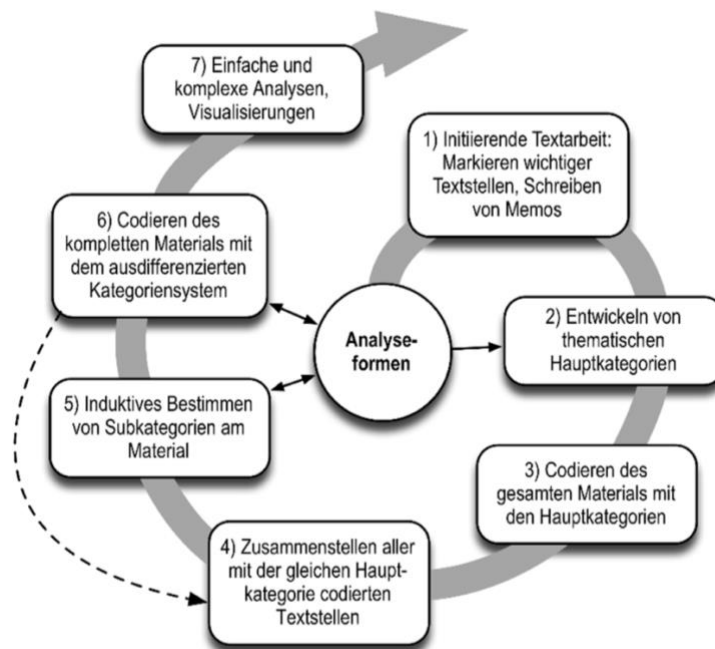 7) Einfache und
komplexe Analysen,
Visualisierungen
1) Initiierende Textarbeit:
Markieren wichtiger
Textstellen, Schreiben
von Memos
6) Codieren des
kompletten Materials mit
dem ausdifferenzierten
Kategoriensystem
Analyse-
formen
2) Entwickeln von
thematischen
Hauptkategorien
5) Induktives Bestimmen
von Subkategorien am
Material
3) Codieren des
gesamten Materials mit
den Hauptkategorien
4) Zusammenstellen aller
mit der gleichen Haupt-
kategorie codierten
Textstellen